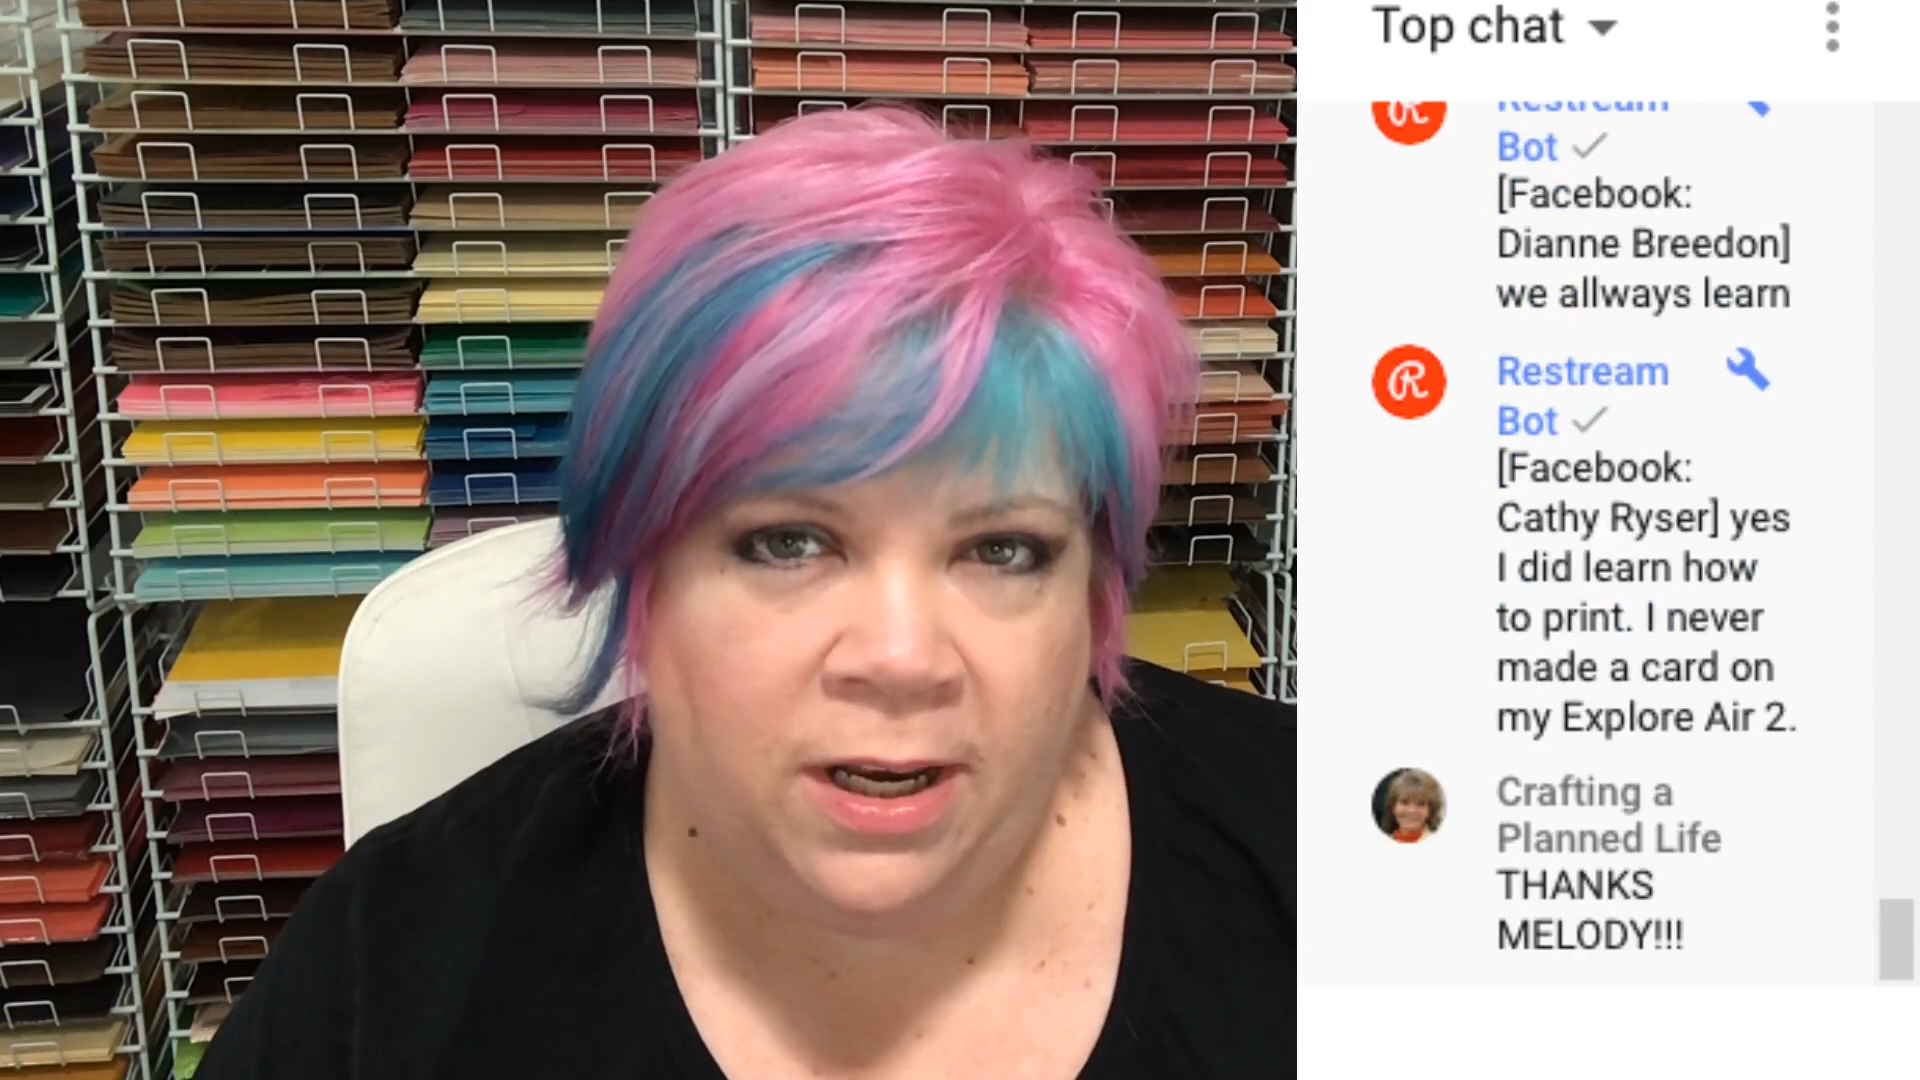 Top chat
Restream
Bot
[Facebook:
Dianne Breedon]
we allways learn
Restream
Bot
[Facebook:
Cathy Ryser] yes
I did learn how
to print. I never
made a card on
my Explore Air 2.
Crafting a
Planned Life
THANKS
MELODY!!!